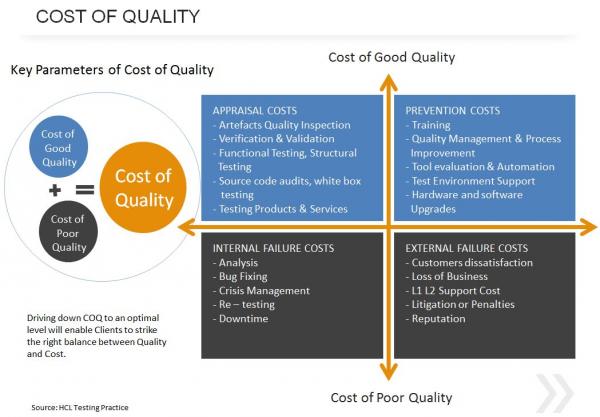 COST OF QUALITY
Cost of Good Quality
Key Parameters of Cost of Quality
Cost of
Good
Quality
+ =
Cost of
Quality
Cost of
Poor
Quality
APPRAISAL COSTS
- Artefacts Quality Inspection
- Verification & Validation
- Functional Testing, Structural
Testing
- Source code audits, white box
testing
- Testing Products & Services
PREVENTION COSTS
- Training
- Quality Management & Process
Improvement
- Tool evaluation & Automation
- Test Environment Support
- Hardware and software
Upgrades
INTERNAL FAILURE COSTS
- Analysis
- Bug Fixing
- Crisis Management
- Re – testing
- Downtime
EXTERNAL FAILURE COSTS
- Customers dissatisfaction
- Loss of Business
- L1 L2 Support Cost
- Litigation or Penalties
- Reputation
Driving down COQ to an optimal
level will enable Clients to strike
the right balance between Quality
and Cost.
Cost of Poor Quality
Source: HCL Testing Practice